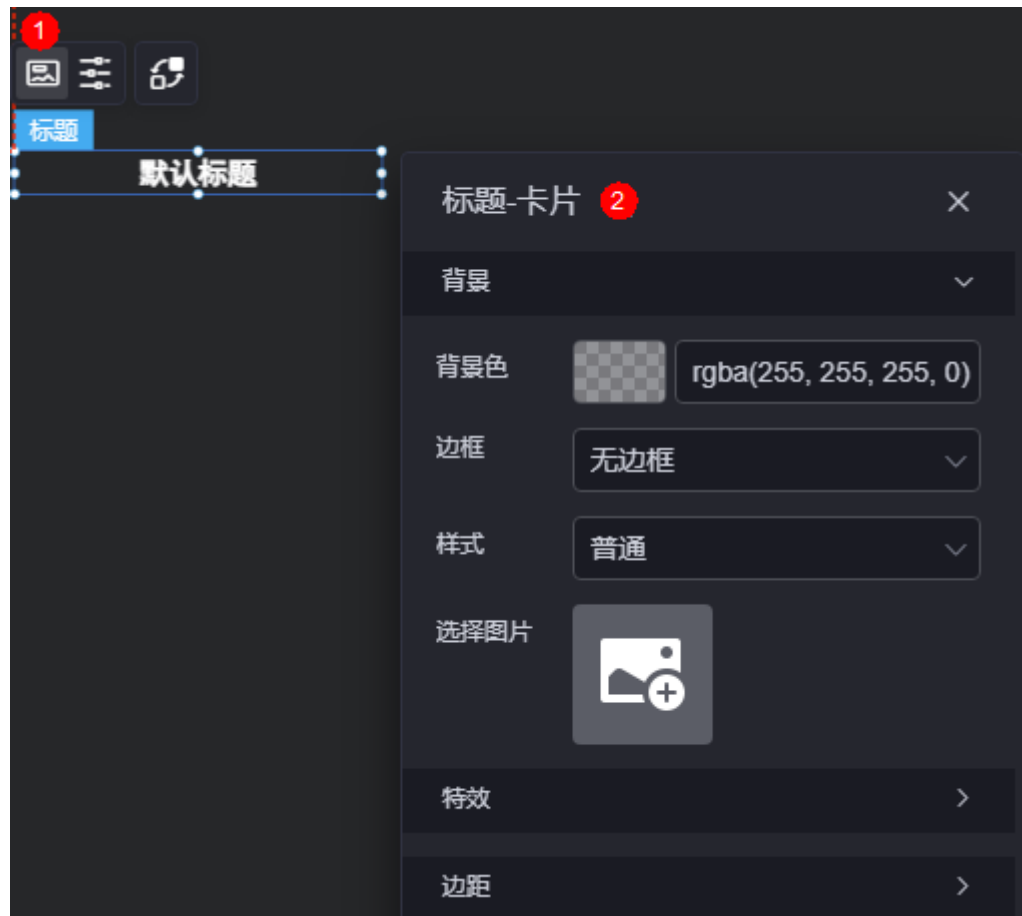 1
标题
默认标题
标题-卡片 2
背景
背景色 rgba(255, 255, 255, 0)
边框 无边框
样式 普通
选择图片
特效
边距